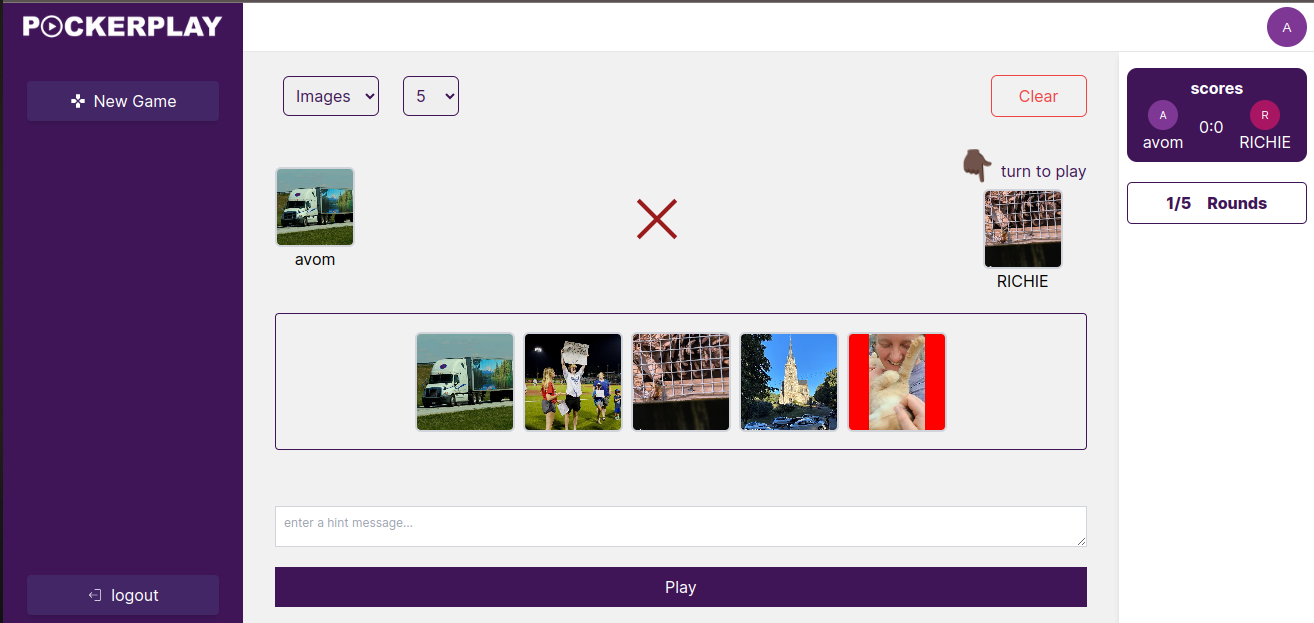 POCKERPLAY
A
New Game
Images
5
Clear
scores
A
R
0:0
avom
RICHIE
turn to play
avom
RICHIE
1/5 Rounds
enter a hint message...
Play
logout